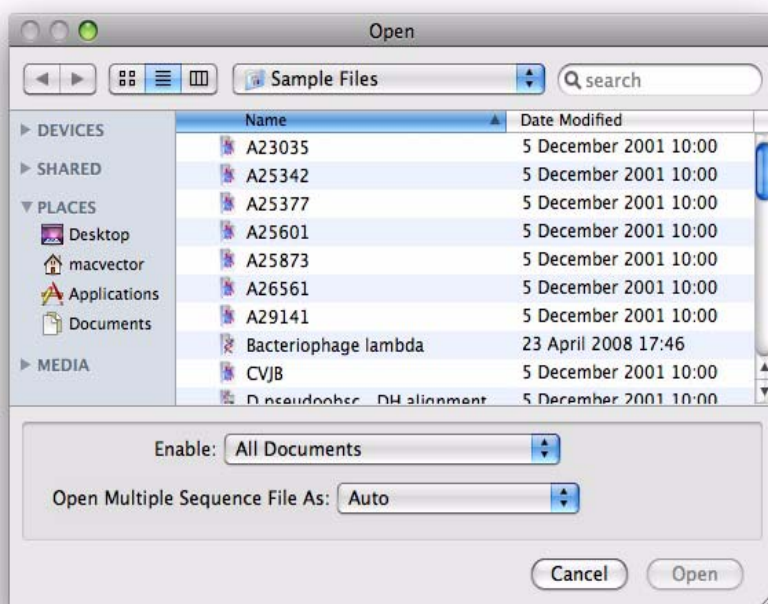 Open
Sample Files
search
DEVICES
SHARED
PLACES
Desktop
macvector
Applications
Documents
MEDIA
Name Date Modified
A23035 5 December 2001 10:00
A25342 5 December 2001 10:00
A25377 5 December 2001 10:00
A25601 5 December 2001 10:00
A25873 5 December 2001 10:00
A26561 5 December 2001 10:00
A29141 5 December 2001 10:00
Bacteriophage lambda 23 April 2008 17:46
CVJB 5 December 2001 10:00
D pseudoobsc... DH alignment 5 December 2001 10:00
Enable: All Documents
Open Multiple Sequence File As: Auto
Cancel Open